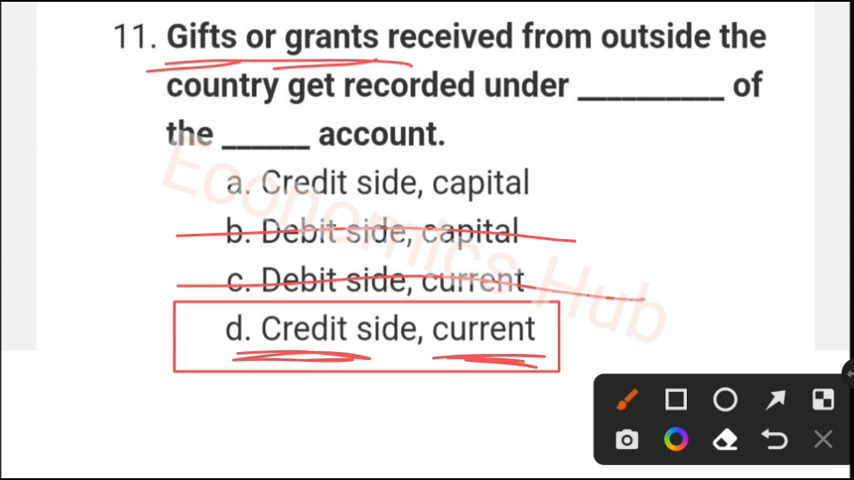 11. Gifts or grants received from outside the
country get recorded under __________ of
the ______ account.
a. Credit side, capital
b. Debit side, capital
c. Debit side, current
d. Credit side, current
Economics Hub